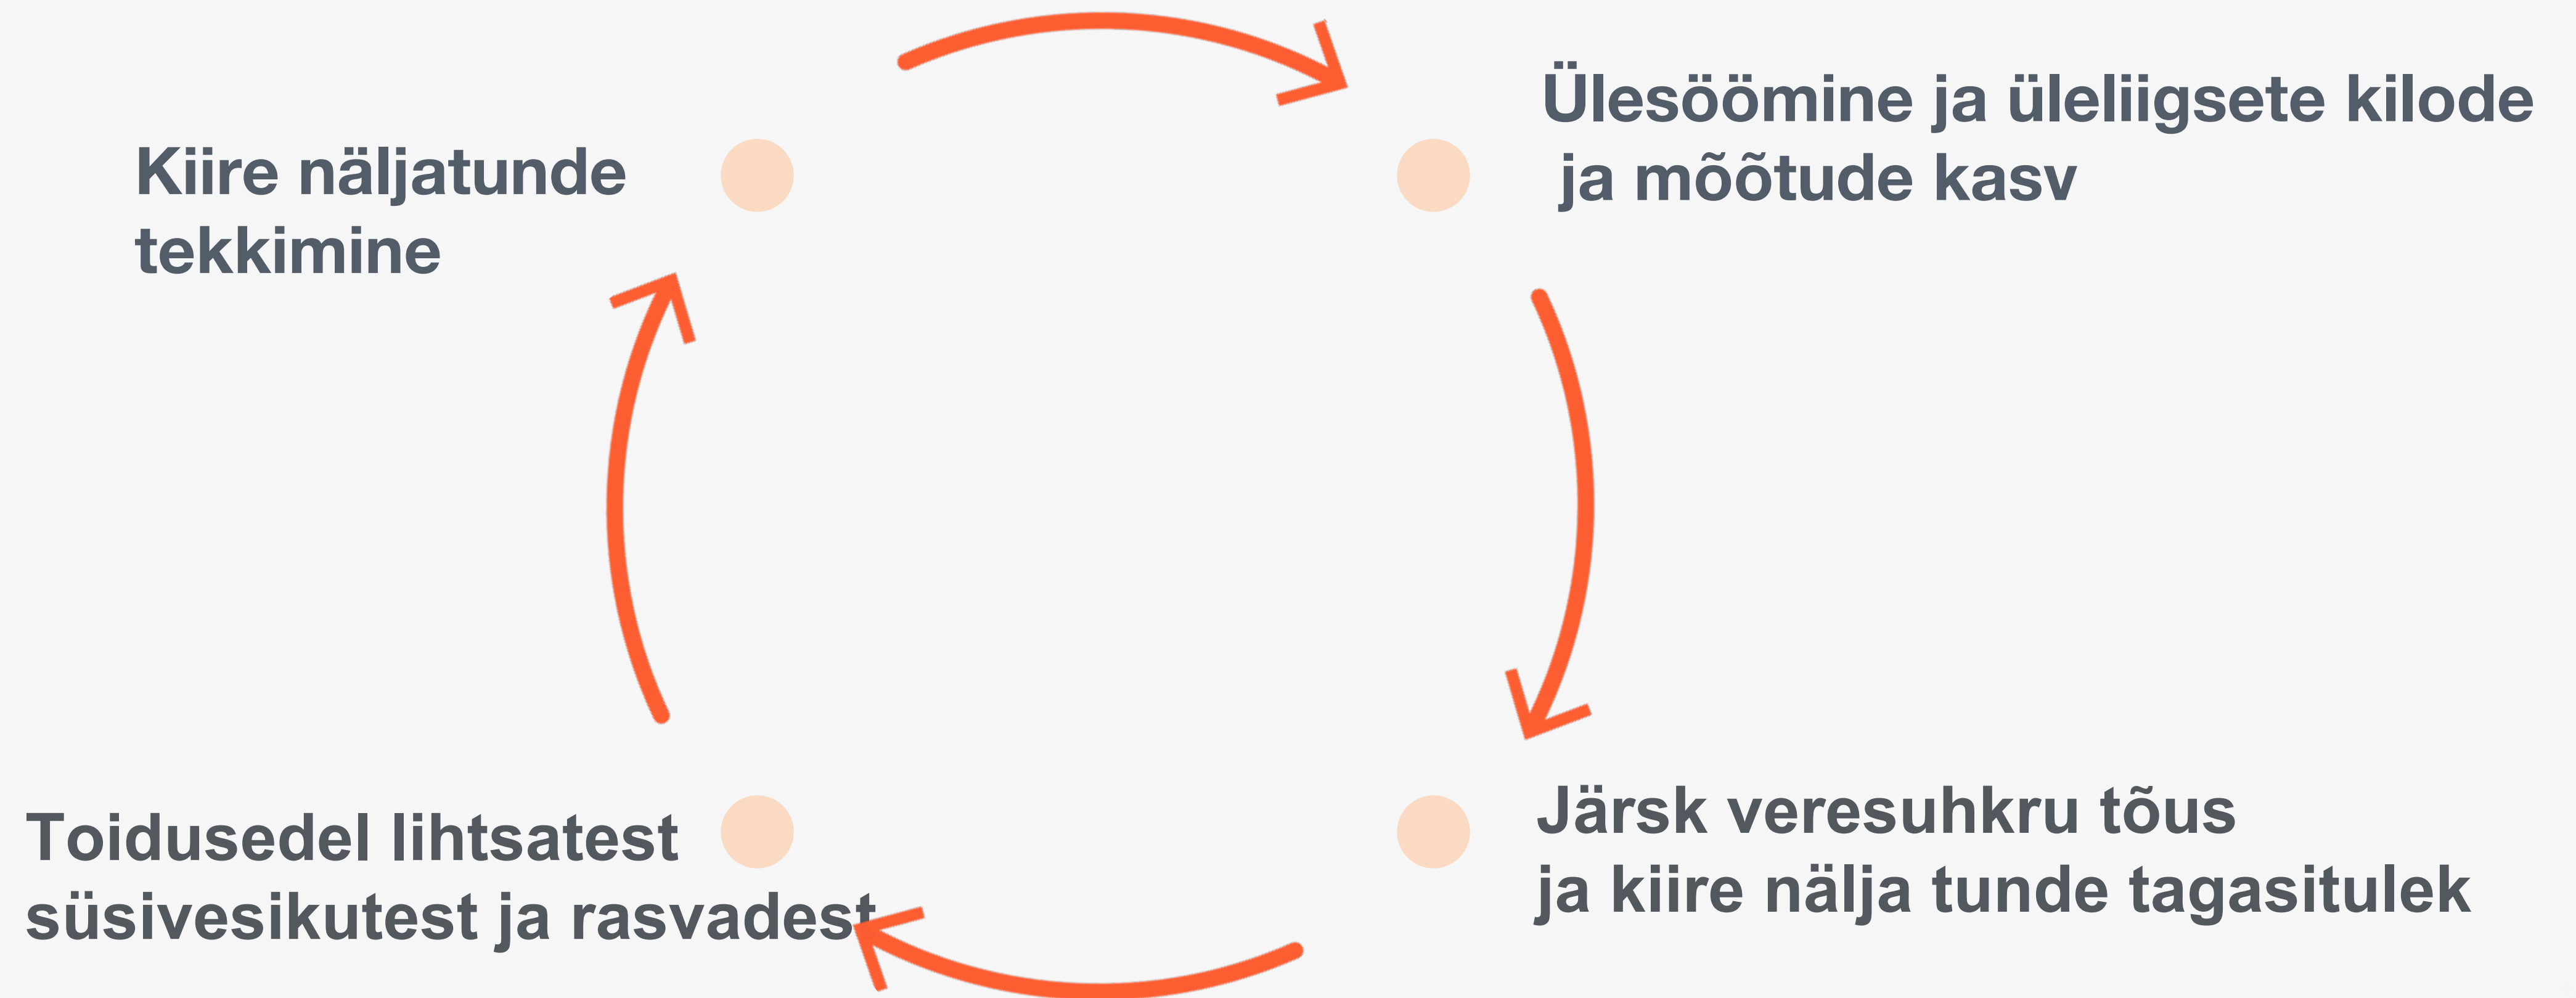 Kiire näljatunde
tekkimine
Ülesöömine ja üleliigsete kilode
ja mõõtude kasv
Toidusedel lihtsatest
süsivesikutest ja rasvadest
Järsk veresuhkru tõus
ja kiire nälja tunde tagasitulek